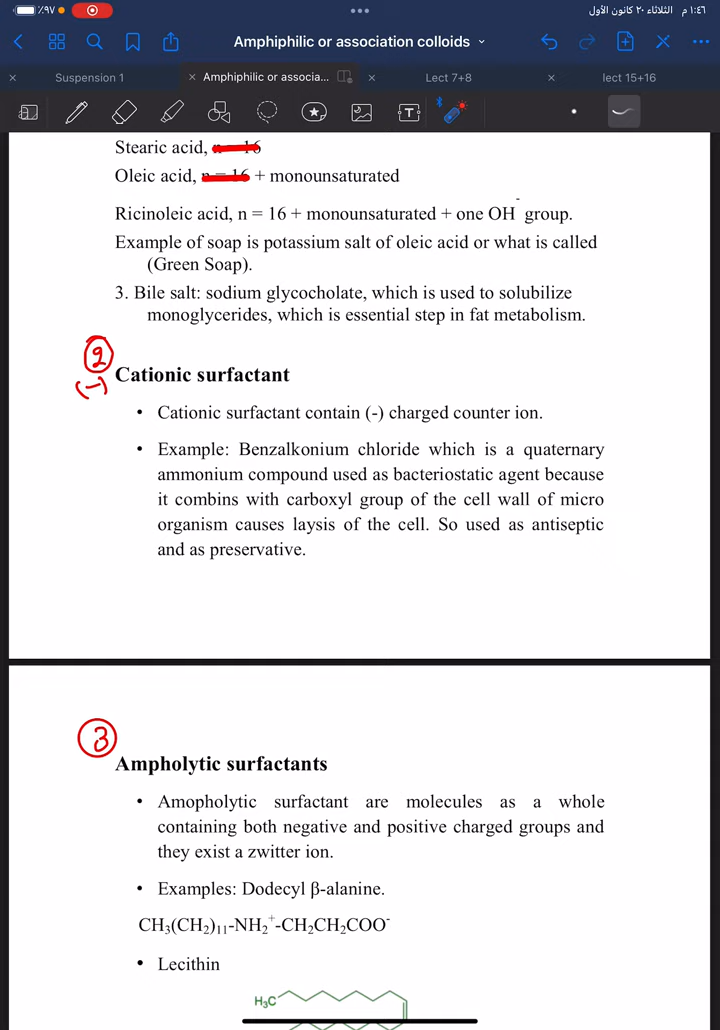 ٪٩٧
١:٤٦ م الثلاثاء ٢٠ كانون الأول
Amphiphilic or association colloids
Suspension 1
Amphiphilic or associa...
Lect 7+8
lect 15+16
T
Stearic acid, n = 16
Oleic acid, n = 16 + monounsaturated
Ricinoleic acid, n = 16 + monounsaturated + one OH⁻ group.
Example of soap is potassium salt of oleic acid or what is called
(Green Soap).
3. Bile salt: sodium glycocholate, which is used to solubilize
monoglycerides, which is essential step in fat metabolism.
2
(-)
Cationic surfactant
• Cationic surfactant contain (-) charged counter ion.
• Example: Benzalkonium chloride which is a quaternary
ammonium compound used as bacteriostatic agent because
it combins with carboxyl group of the cell wall of micro
organism causes laysis of the cell. So used as antiseptic
and as preservative.
3
Ampholytic surfactants
• Amopholytic surfactant are molecules as a whole
containing both negative and positive charged groups and
they exist a zwitter ion.
• Examples: Dodecyl β-alanine.
CH₃(CH₂)₁₁-NH₂⁺-CH₂CH₂COO⁻
• Lecithin
H₃C